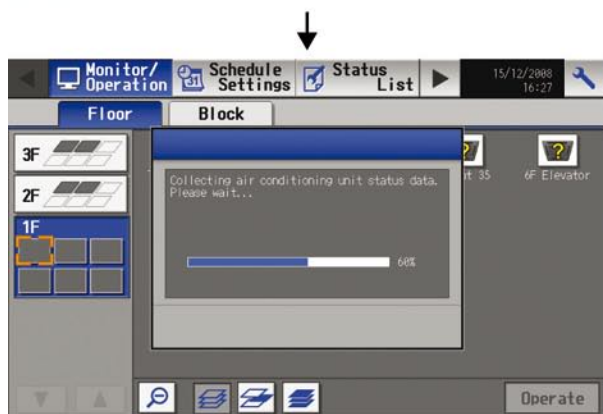 Monitor/ Operation
Schedule Settings
Status List
15/12/2008
16:27
Floor
Block
3F
2F
1F
Collecting air conditioning unit status data.
Please wait...
60%
35
6F Elevator
Operate